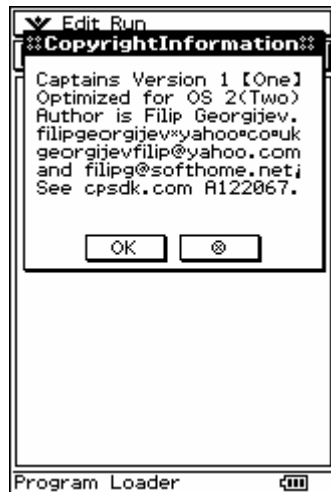 Edit Run
CopyrightInformation
Captains Version 1 【One】
Optimized for OS 2(Two)
Author is Filip Georgijev.
filipgeorgijev×yahoo▪co▪uk
georgijevfilip@yahoo.com
and filipg@softhome.net¡
See cpsdk.com A122067.
OK
Program Loader